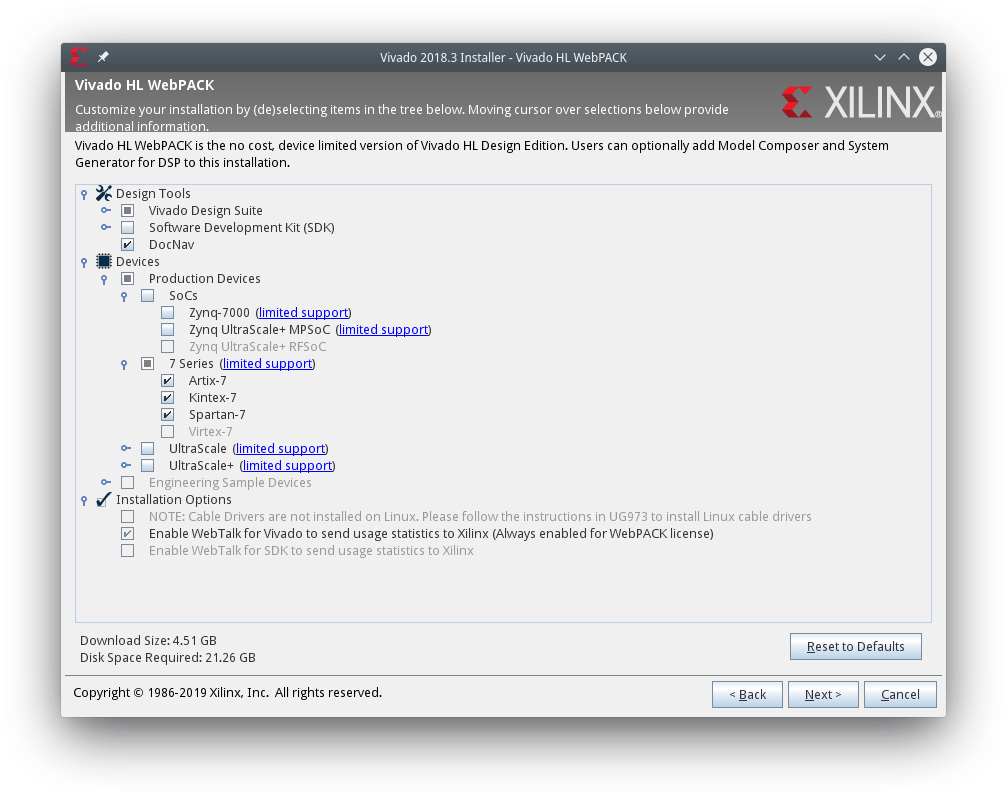 Vivado 2018.3 Installer - Vivado HL WebPACK
Vivado HL WebPACK
Customize your installation by (de)selecting items in the tree below. Moving cursor over selections below provide
additional information.
XILINX®
Vivado HL WebPACK is the no cost, device limited version of Vivado HL Design Edition. Users can optionally add Model Composer and System
Generator for DSP to this installation.
Design Tools
Vivado Design Suite
Software Development Kit (SDK)
DocNav
Devices
Production Devices
SoCs
Zynq-7000 (limited support)
Zynq UltraScale+ MPSoC (limited support)
Zynq UltraScale+ RFSoC
7 Series (limited support)
Artix-7
Kintex-7
Spartan-7
Virtex-7
UltraScale (limited support)
UltraScale+ (limited support)
Engineering Sample Devices
Installation Options
NOTE: Cable Drivers are not installed on Linux. Please follow the instructions in UG973 to install Linux cable drivers
Enable WebTalk for Vivado to send usage statistics to Xilinx (Always enabled for WebPACK license)
Enable WebTalk for SDK to send usage statistics to Xilinx
Download Size: 4.51 GB
Disk Space Required: 21.26 GB
Reset to Defaults
Copyright © 1986-2019 Xilinx, Inc. All rights reserved.
< Back
Next >
Cancel